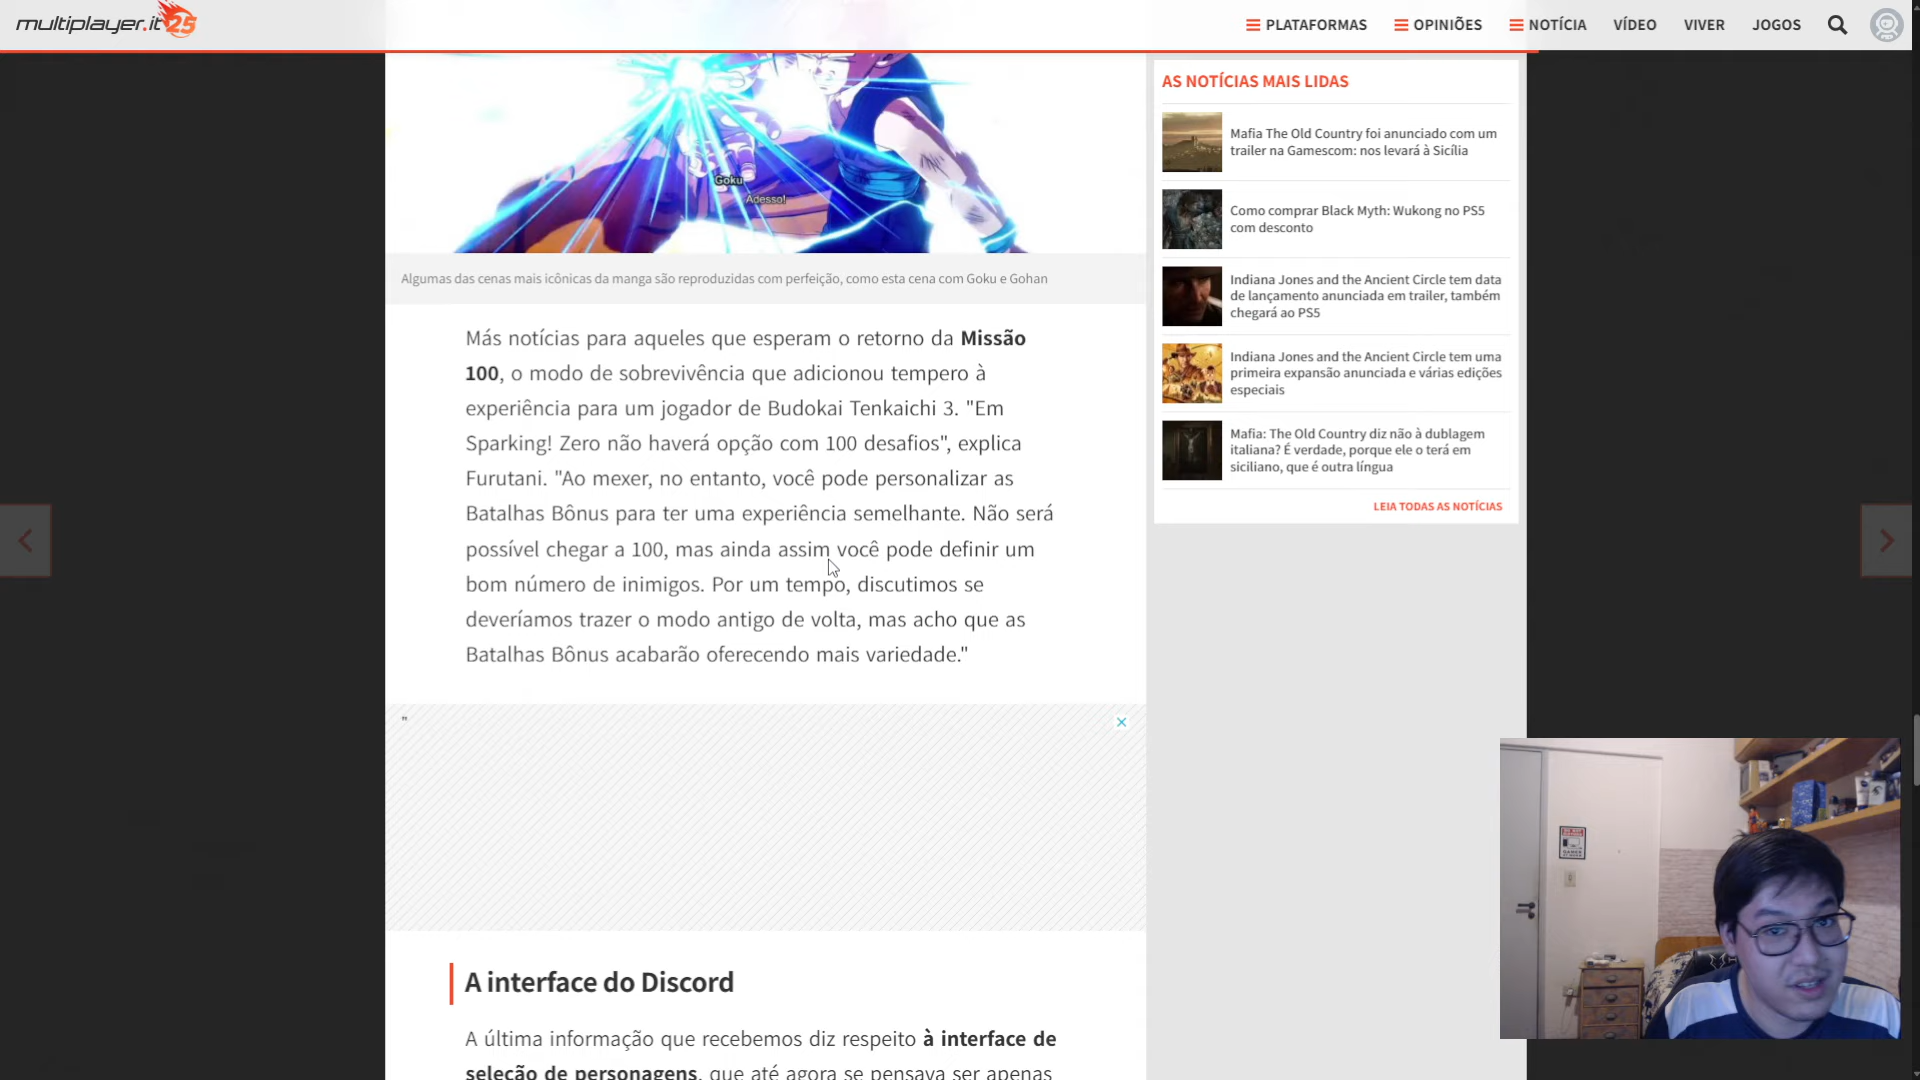 multiplayer.it 25
PLATAFORMAS
OPINIÕES
NOTÍCIA
VÍDEO
VIVER
JOGOS
Goku
Adesso!
Algumas das cenas mais icônicas da manga são reproduzidas com perfeição, como esta cena com Goku e Gohan
Más notícias para aqueles que esperam o retorno da Missão
100, o modo de sobrevivência que adicionou tempero à
experiência para um jogador de Budokai Tenkaichi 3. "Em
Sparking! Zero não haverá opção com 100 desafios", explica
Furutani. "Ao mexer, no entanto, você pode personalizar as
Batalhas Bônus para ter uma experiência semelhante. Não será
possível chegar a 100, mas ainda assim você pode definir um
bom número de inimigos. Por um tempo, discutimos se
deveríamos trazer o modo antigo de volta, mas acho que as
Batalhas Bônus acabarão oferecendo mais variedade."
"
A interface do Discord
A última informação que recebemos diz respeito à interface de
seleção de personagens, que até agora se pensava ser apenas
AS NOTÍCIAS MAIS LIDAS
Mafia The Old Country foi anunciado com um
trailer na Gamescom: nos levará à Sicília
Como comprar Black Myth: Wukong no PS5
com desconto
Indiana Jones and the Ancient Circle tem data
de lançamento anunciada em trailer, também
chegará ao PS5
Indiana Jones and the Ancient Circle tem uma
primeira expansão anunciada e várias edições
especiais
Mafia: The Old Country diz não à dublagem
italiana? É verdade, porque ele o terá em
siciliano, que é outra língua
LEIA TODAS AS NOTÍCIAS